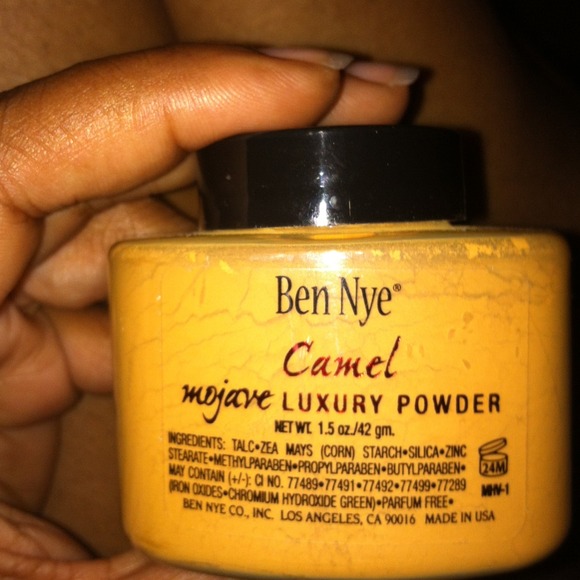 Ben Nye®
Camel
mojave LUXURY POWDER
NET WT. 1.5 oz./42 gm.
INGREDIENTS: TALC•ZEA MAYS (CORN) STARCH•SILICA•ZINC
STEARATE•METHYLPARABEN•PROPYLPARABEN•BUTYLPARABEN•
MAY CONTAIN (+/-): CI NO. 77489•77491•77492•77499•77289
(IRON OXIDES•CHROMIUM HYDROXIDE GREEN)•PARFUM FREE•
BEN NYE CO., INC. LOS ANGELES, CA 90016 MADE IN USA
24M
MHV-1